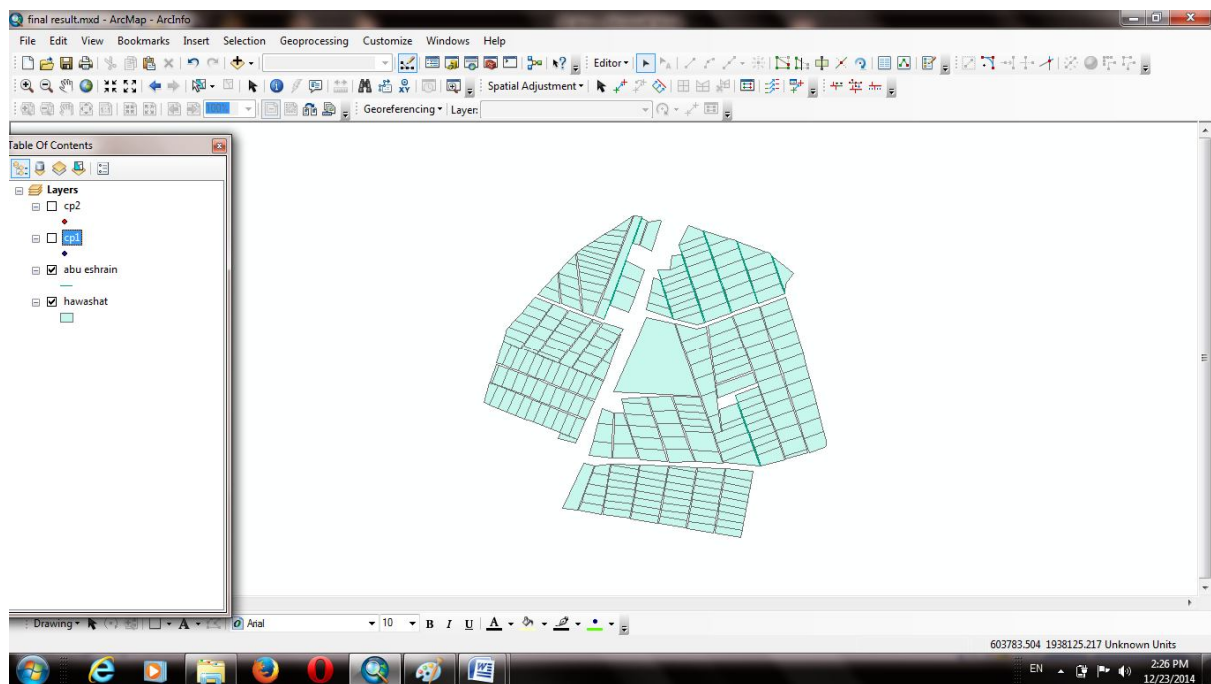 final result.mxd - ArcMap - ArcInfo
File Edit View Bookmarks Insert Selection Geoprocessing Customize Windows Help
Editor
Spatial Adjustment
100% Georeferencing Layer:
Table Of Contents
Layers
cp2
cp1
abu eshrain
hawashat
Drawing A Arial 10 B I U A
603783.504 1938125.217 Unknown Units
EN 2:26 PM
12/23/2014